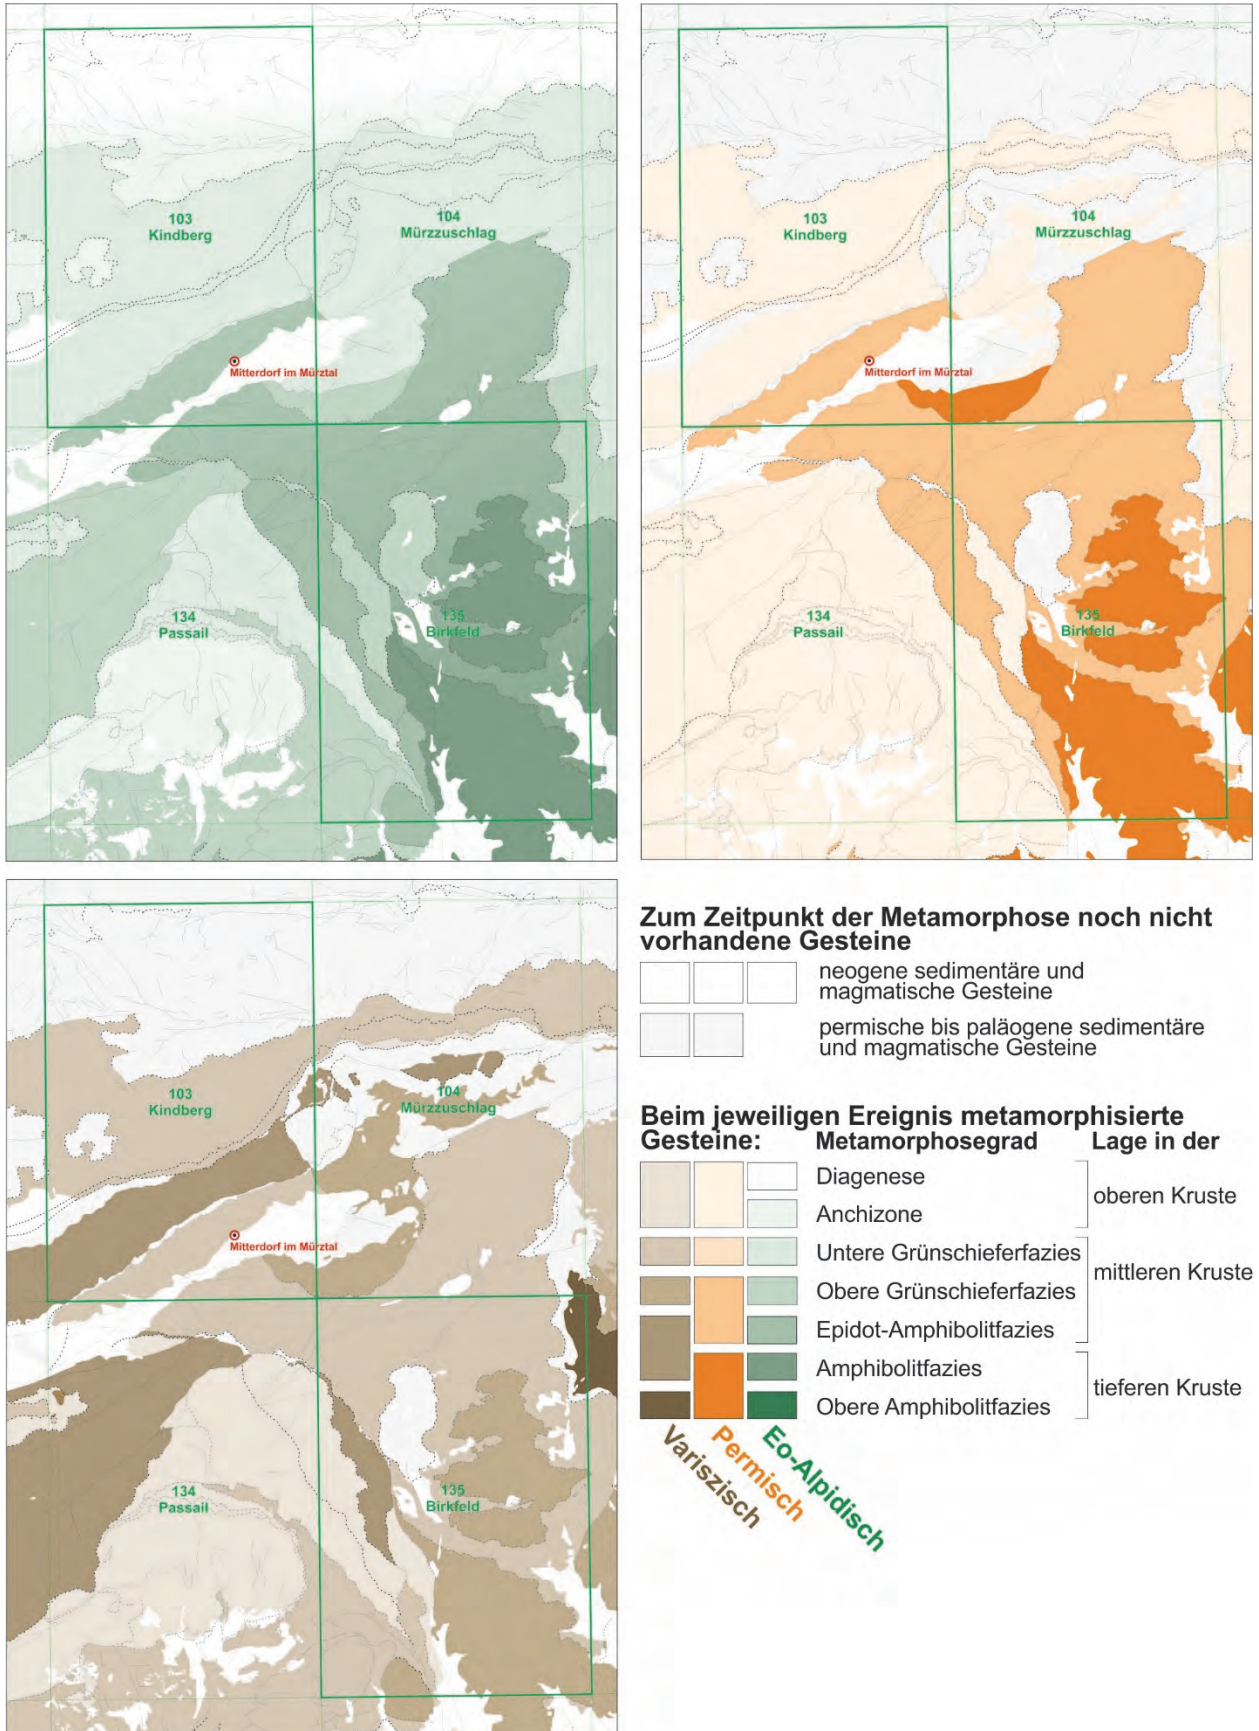 103
Kindberg
104
Mürzzuschlag
Mitterdorf im Mürztal
134
Passail
135
Birkfeld
103
Kindberg
104
Mürzzuschlag
Mitterdorf im Mürztal
134
Passail
135
Birkfeld
103
Kindberg
104
Mürzzuschlag
Mitterdorf im Mürztal
134
Passail
135
Birkfeld
Zum Zeitpunkt der Metamorphose noch nicht
vorhandene Gesteine
neogene sedimentäre und
magmatische Gesteine
permische bis paläogene sedimentäre
und magmatische Gesteine
Beim jeweiligen Ereignis metamorphisierte
Gesteine: Metamorphosegrad Lage in der
Diagenese
Anchizone
oberen Kruste
Untere Grünschieferfazies
Obere Grünschieferfazies
Epidot-Amphibolitfazies
mittleren Kruste
Amphibolitfazies
Obere Amphibolitfazies
tieferen Kruste
Variszisch
Permisch
Eo-Alpidisch